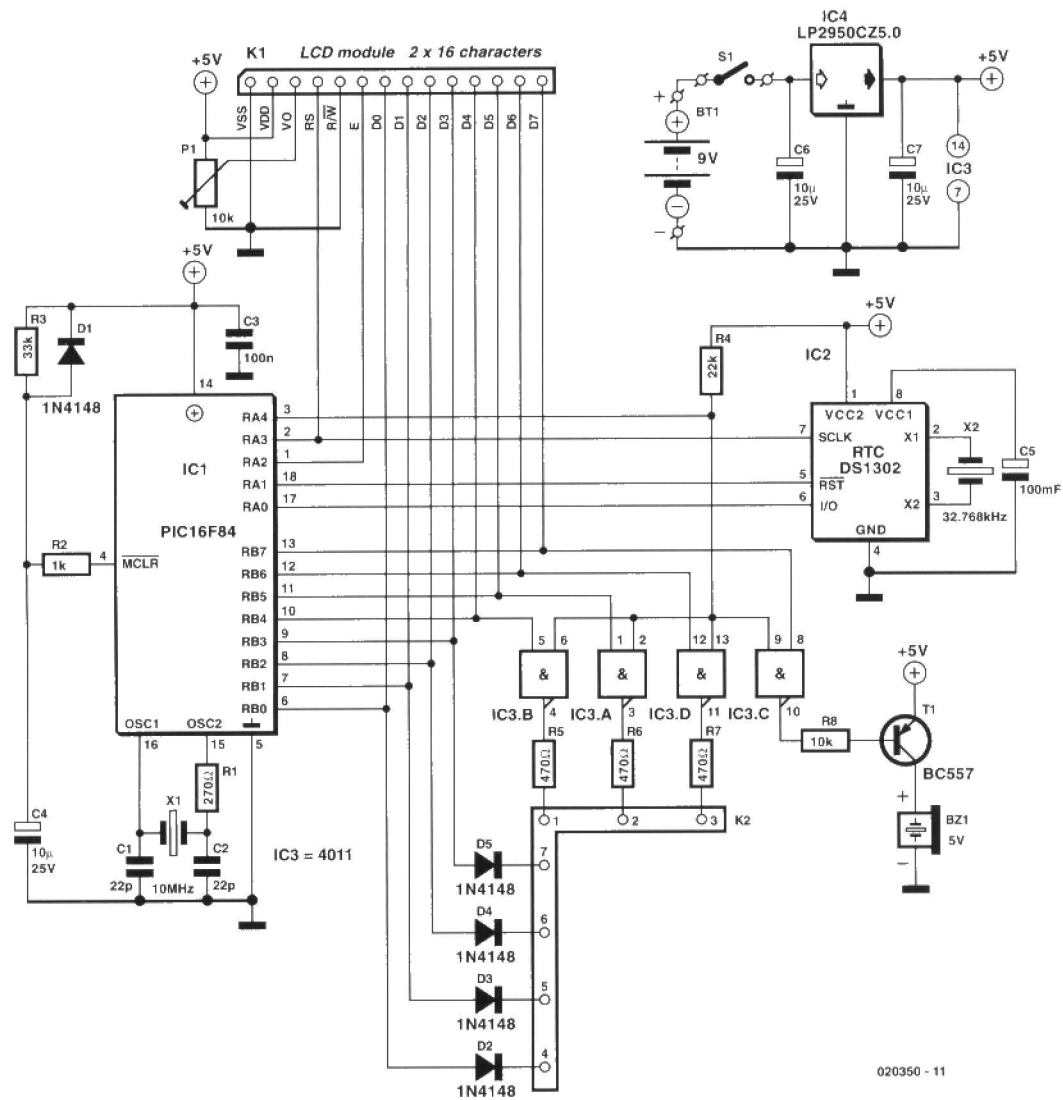 K1
LCD module 2 x 16 characters
+5V
VSS
VDD
VO
RS
R/W
E
D0
D1
D2
D3
D4
D5
D6
D7
P1
10k
IC4
LP2950CZ5.0
S1
+5V
+
BT1
+
9V
−
−
C6
10μ
25V
C7
10μ
25V
14
IC3
7
+5V
R3
33k
D1
1N4148
C3
100n
14
IC1
PIC16F84
RA4
3
RA3
2
RA2
1
RA1
18
RA0
17
RB7
13
RB6
12
RB5
11
RB4
10
RB3
9
RB2
8
RB1
7
RB0
6
R2
1k
4
MCLR
OSC1
OSC2
16
15
5
R1
270Ω
X1
C1
22p
10MHz
C2
22p
C4
10μ
25V
IC3 = 4011
R4
22k
+5V
IC2
1
8
VCC2
VCC1
7
SCLK
X1
2
RTC
DS1302
5
RST
6
I/O
X2
3
GND
4
X2
32.768kHz
C5
100mF
5
6
1
2
12
13
9
8
&
&
&
&
IC3.B
4
IC3.A
3
IC3.D
11
IC3.C
10
R5
470Ω
R6
470Ω
R7
470Ω
R8
10k
+5V
T1
BC557
+
BZ1
5V
−
1
2
3
K2
7
6
5
4
D5
1N4148
D4
1N4148
D3
1N4148
D2
1N4148
020350 - 11